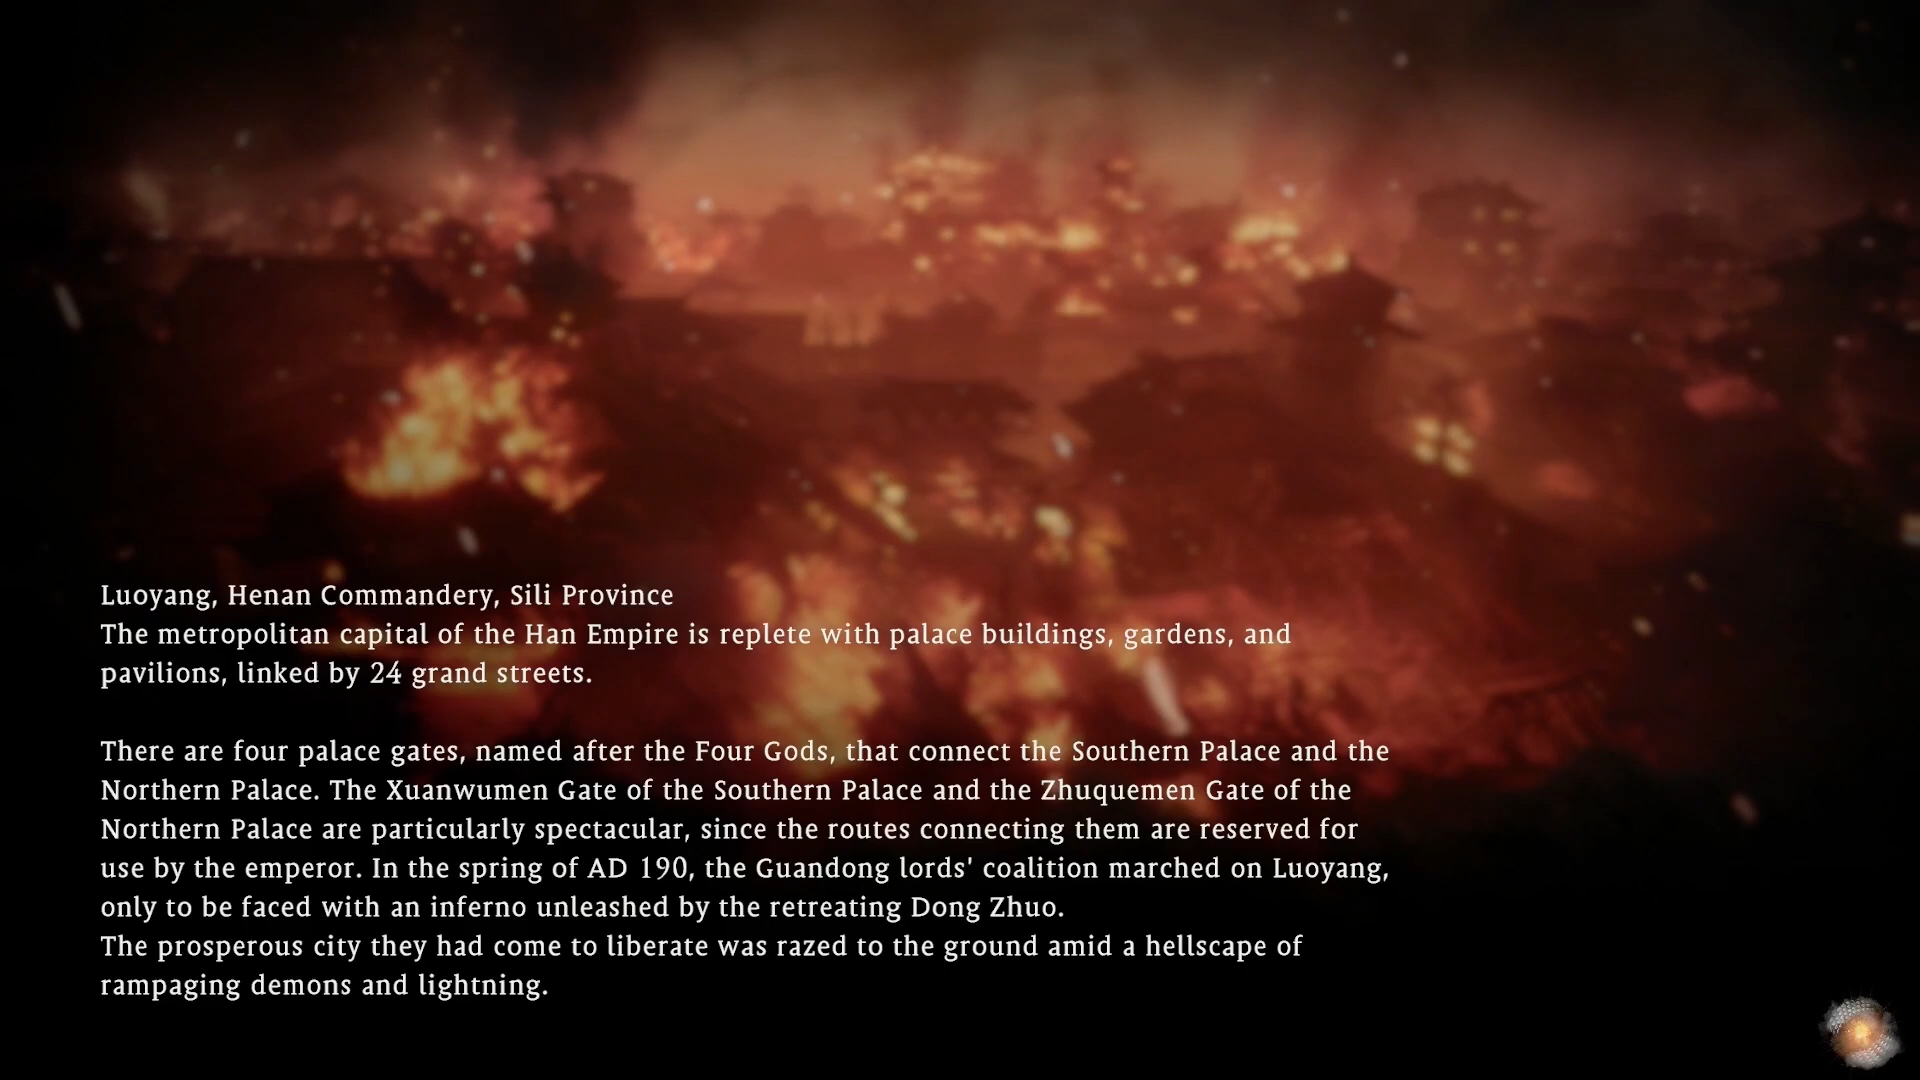 Luoyang, Henan Commandery, Sili Province
The metropolitan capital of the Han Empire is replete with palace buildings, gardens, and
pavilions, linked by 24 grand streets.
There are four palace gates, named after the Four Gods, that connect the Southern Palace and the
Northern Palace. The Xuanwumen Gate of the Southern Palace and the Zhuquemen Gate of the
Northern Palace are particularly spectacular, since the routes connecting them are reserved for
use by the emperor. In the spring of AD 190, the Guandong lords' coalition marched on Luoyang,
only to be faced with an inferno unleashed by the retreating Dong Zhuo.
The prosperous city they had come to liberate was razed to the ground amid a hellscape of
rampaging demons and lightning.